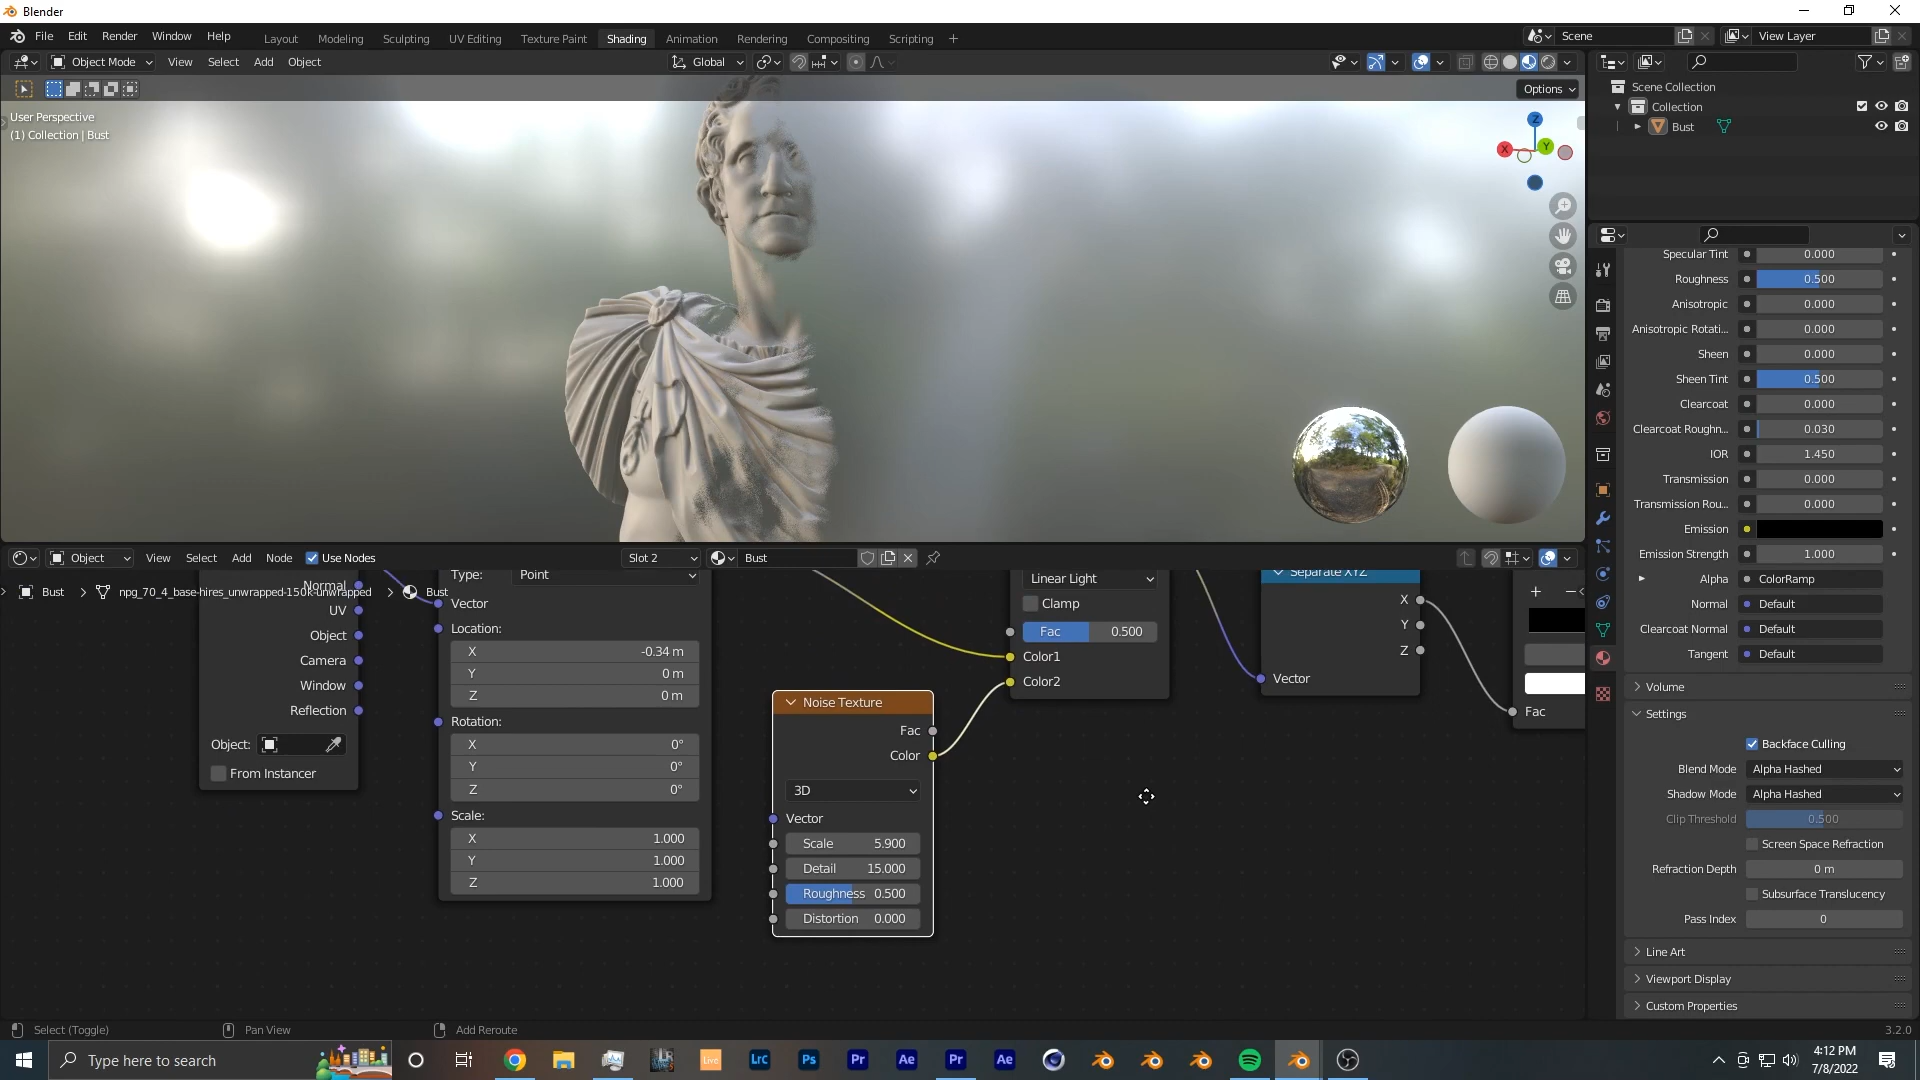 Blender
File Edit Render Window Help
Layout Modeling Sculpting UV Editing Texture Paint Shading Animation Rendering Compositing Scripting +
Scene
View Layer
Object Mode View Select Add Object
Global
Options
User Perspective
(1) Collection | Bust
Z
X
Y
Scene Collection
Collection
Bust
Specular Tint 0.000
Roughness 0.500
Anisotropic 0.000
Anisotropic Rotati... 0.000
Sheen 0.000
Sheen Tint 0.500
Clearcoat 0.000
Clearcoat Roughn... 0.030
IOR 1.450
Transmission 0.000
Transmission Rou... 0.000
Emission
Emission Strength 1.000
Alpha ColorRamp
Normal Default
Clearcoat Normal Default
Tangent Default
Volume
Settings
Backface Culling
Blend Mode Alpha Hashed
Shadow Mode Alpha Hashed
Clip Threshold 0.500
Screen Space Refraction
Refraction Depth 0 m
Subsurface Translucency
Pass Index 0
Line Art
Viewport Display
Custom Properties
Object View Select Add Node Use Nodes
Slot 2
Bust
Bust npg_70_4_base-hires_unwrapped-150k-unwrapped Bust
Normal
UV
Object
Camera
Window
Reflection
Object:
From Instancer
Type: Point
Vector
Location:
X -0.34 m
Y 0 m
Z 0 m
Rotation:
X 0°
Y 0°
Z 0°
Scale:
X 1.000
Y 1.000
Z 1.000
Noise Texture
Fac
Color
3D
Vector
Scale 5.900
Detail 15.000
Roughness 0.500
Distortion 0.000
Linear Light
Clamp
Fac 0.500
Color1
Color2
Separate XYZ
X
Y
Z
Vector
Fac
Select (Toggle) Pan View Add Reroute
3.2.0
Type here to search
Live
Lrc
Ps
Pr
Ae
Pr
Ae
4:12 PM
7/8/2022